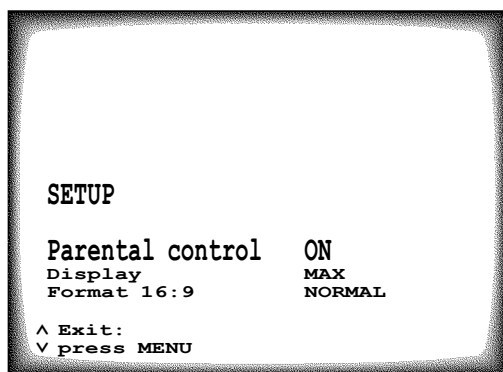 SETUP
Parental control ON
Display MAX
Format 16:9 NORMAL
^ Exit:
v press MENU